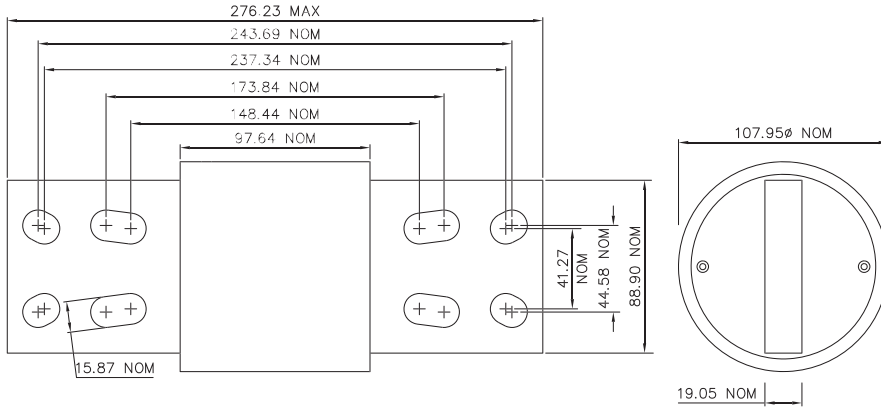 276.23 MAX
243.69 NOM
237.34 NOM
173.84 NOM
148.44 NOM
97.64 NOM
107.95ø NOM
41.27
NOM
44.58 NOM
88.90 NOM
15.87 NOM
19.05 NOM